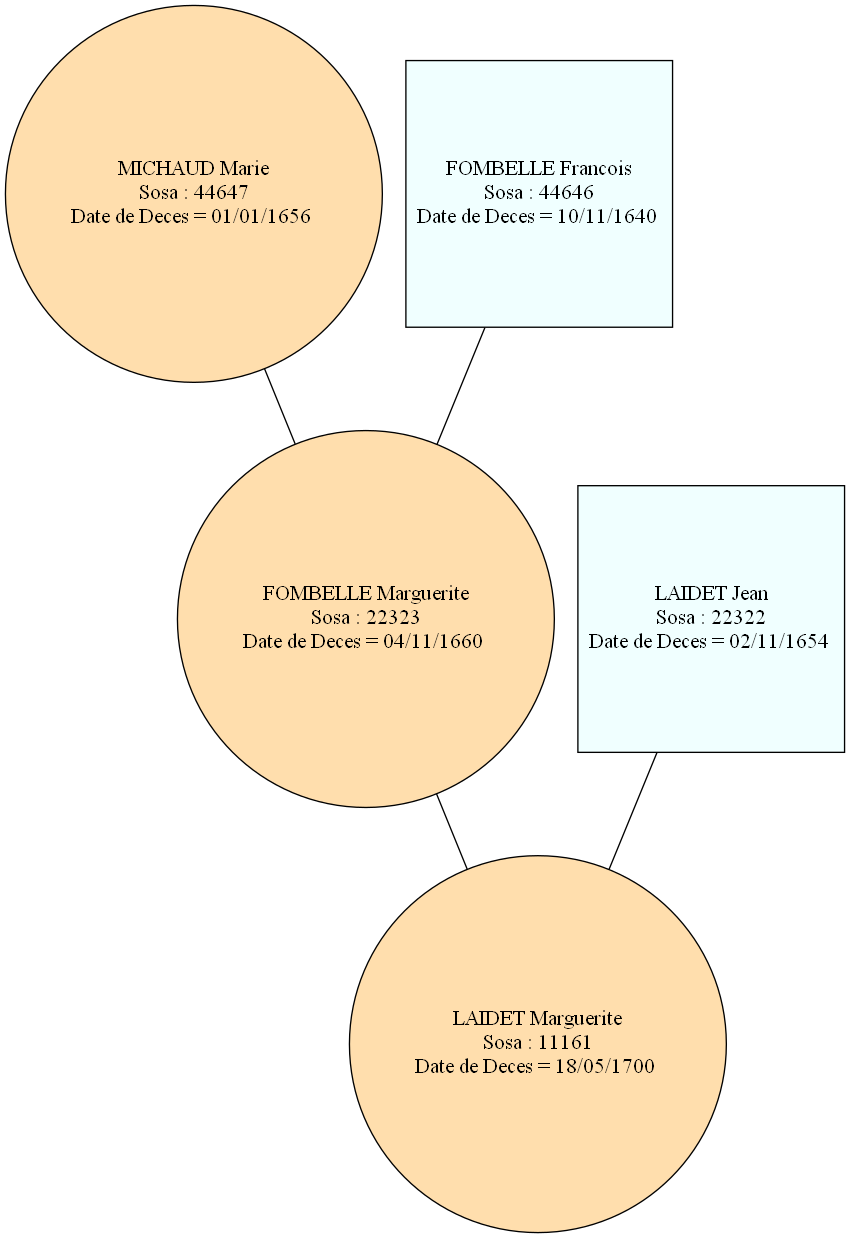 MICHAUD Marie
Sosa : 44647
Date de Deces = 01/01/1656
FOMBELLE Francois
Sosa : 44646
Date de Deces = 10/11/1640
FOMBELLE Marguerite
Sosa : 22323
Date de Deces = 04/11/1660
LAIDET Jean
Sosa : 22322
Date de Deces = 02/11/1654
LAIDET Marguerite
Sosa : 11161
Date de Deces = 18/05/1700